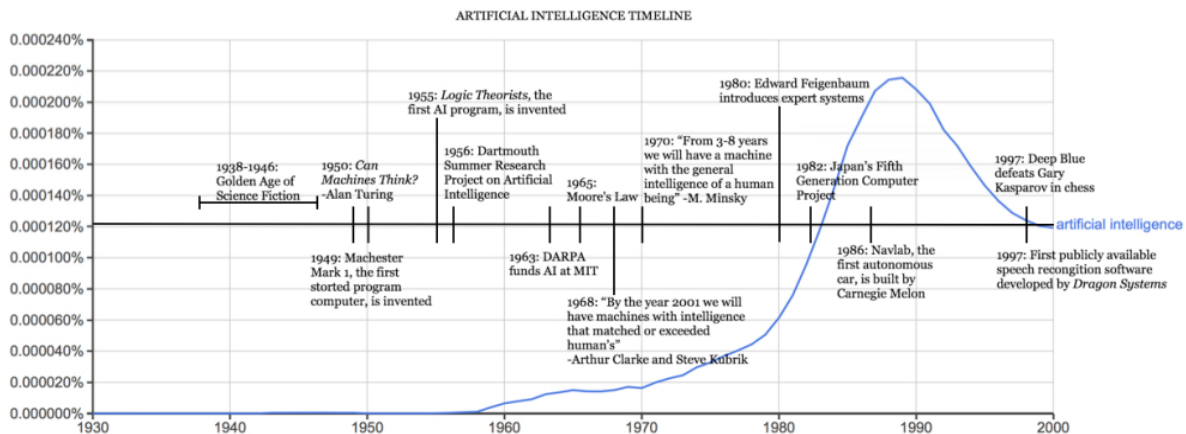 ARTIFICIAL INTELLIGENCE TIMELINE
0.000240%
0.000220%
0.000200%
0.000180%
0.000160%
0.000140%
0.000120%
0.000100%
0.000080%
0.000060%
0.000040%
0.000020%
0.000000%
1938-1946:
Golden Age of
Science Fiction
1950: Can
Machines Think?
-Alan Turing
1949: Machester
Mark 1, the first
storted program
computer, is invented
1955: Logic Theorists, the
first AI program, is invented
1956: Dartmouth
Summer Research
Project on Artificial
Intelligence
1963: DARPA
funds AI at MIT
1965:
Moore's Law
1968: “By the year 2001 we will
have machines with intelligence
that matched or exceeded
human's”
-Arthur Clarke and Steve Kubrik
1970: “From 3-8 years
we will have a machine
with the general
intelligence of a human
being” -M. Minsky
1980: Edward Feigenbaum
introduces expert systems
1982: Japan's Fifth
Generation Computer
Project
1986: Navlab, the
first autonomous
car, is built by
Carnegie Melon
1997: Deep Blue
defeats Gary
Kasparov in chess
artificial intelligence
1997: First publicly available
speech recongition software
developed by Dragon Systems
1930
1940
1950
1960
1970
1980
1990
2000